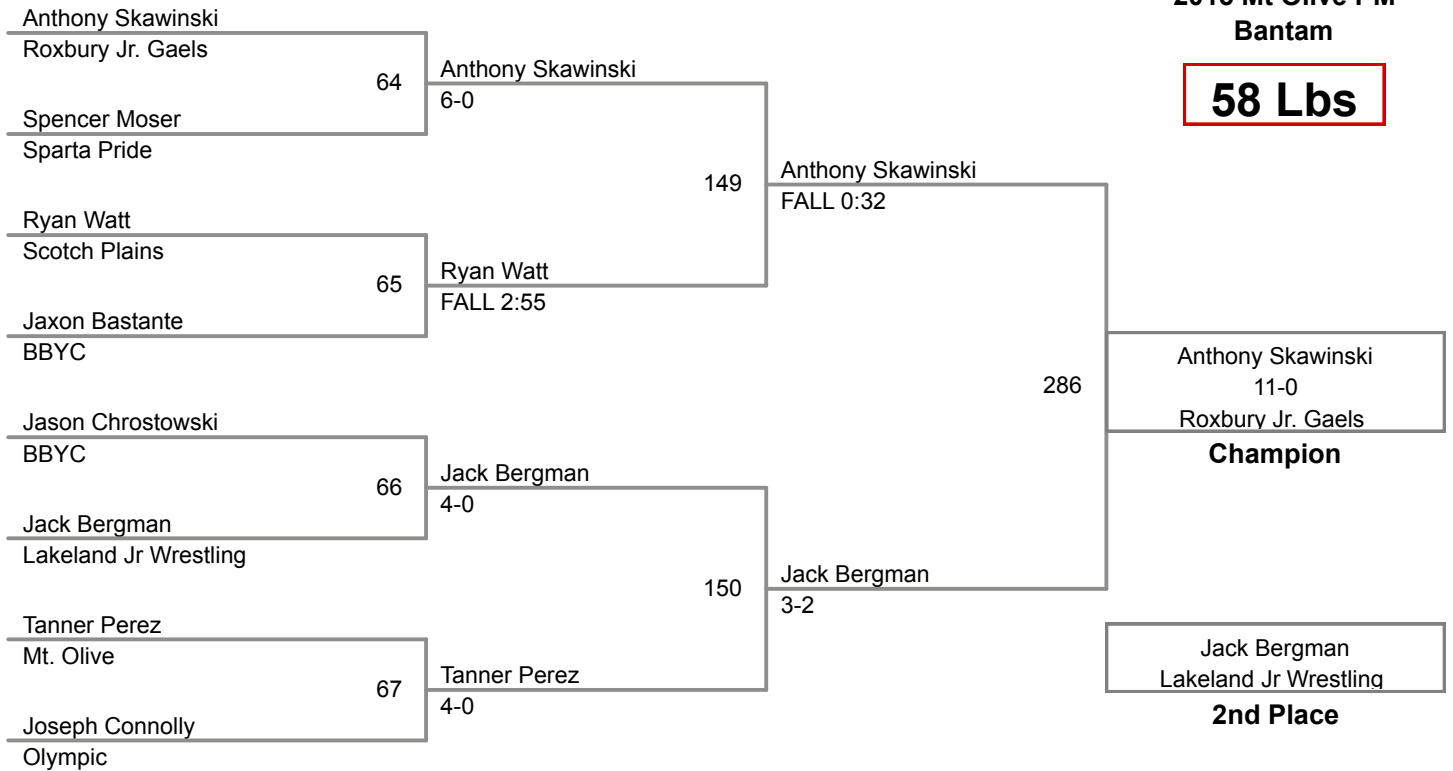 2018 Mt Olive PM
Bantam
58 Lbs
Anthony Skawinski
Roxbury Jr. Gaels
64
Spencer Moser
Sparta Pride
Ryan Watt
Scotch Plains
65
Jaxon Bastante
BBYC
Jason Chrostowski
BBYC
66
Jack Bergman
Lakeland Jr Wrestling
Tanner Perez
Mt. Olive
67
Joseph Connolly
Olympic
Anthony Skawinski
6-0
149
Ryan Watt
FALL 2:55
Jack Bergman
4-0
150
Tanner Perez
4-0
Anthony Skawinski
FALL 0:32
286
Jack Bergman
3-2
Anthony Skawinski
11-0
Roxbury Jr. Gaels
Champion
Jack Bergman
Lakeland Jr Wrestling
2nd Place